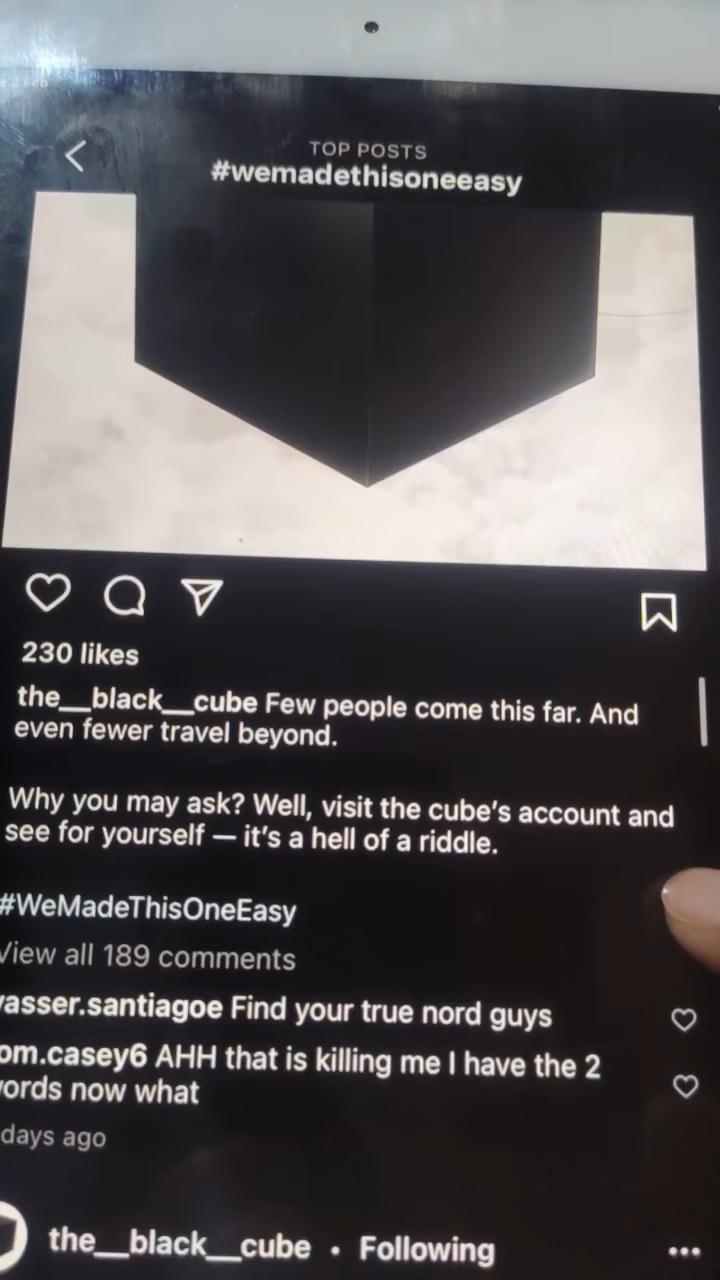 TOP POSTS
#wemadethisoneeasy
230 likes
the__black__cube Few people come this far. And
even fewer travel beyond.
Why you may ask? Well, visit the cube's account and
see for yourself — it's a hell of a riddle.
#WeMadeThisOneEasy
View all 189 comments
asser.santiagoe Find your true nord guys
om.casey6 AHH that is killing me I have the 2
ords now what
days ago
the__black__cube • Following